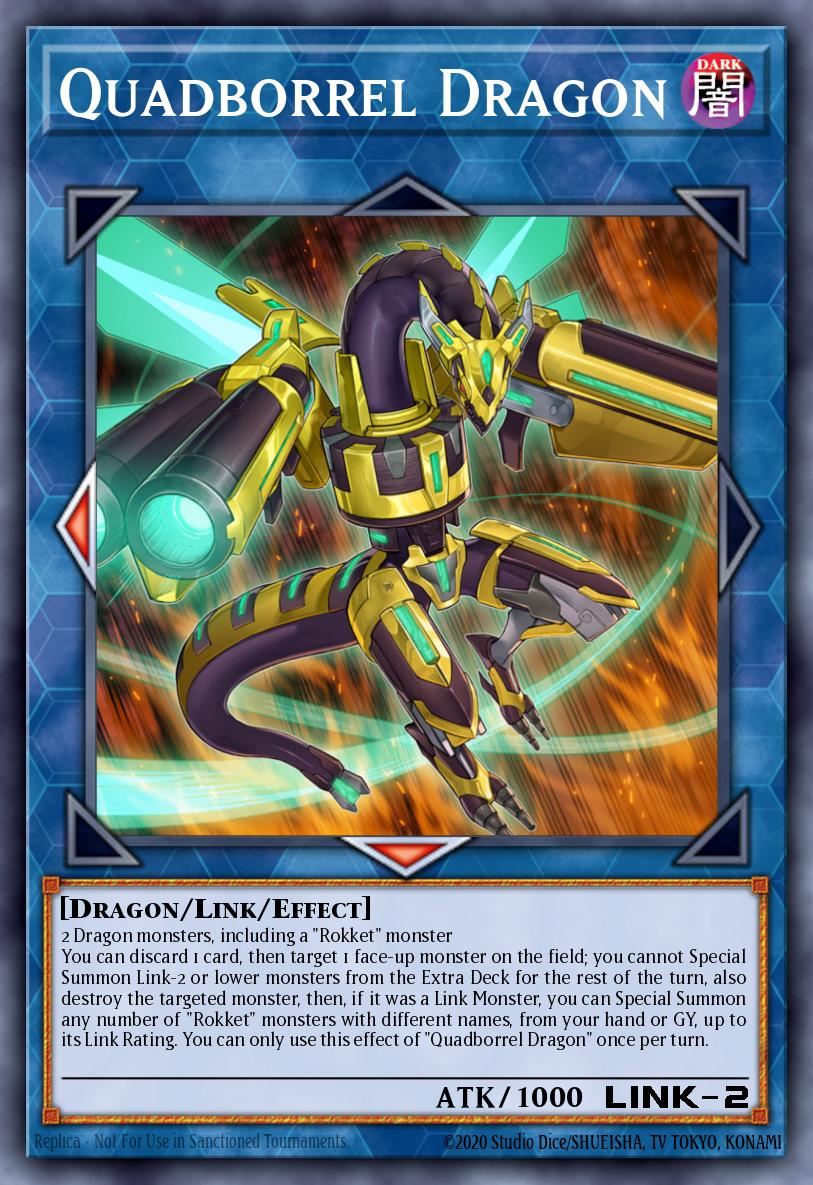 Quadborrel Dragon
DARK
闇
[Dragon/Link/Effect]
2 Dragon monsters, including a "Rokket" monster
You can discard 1 card, then target 1 face-up monster on the field; you cannot Special
Summon Link-2 or lower monsters from the Extra Deck for the rest of the turn, also
destroy the targeted monster, then, if it was a Link Monster, you can Special Summon
any number of "Rokket" monsters with different names, from your hand or GY, up to
its Link Rating. You can only use this effect of "Quadborrel Dragon" once per turn.
ATK/1000 LINK-2
Replica - Not For Use in Sanctioned Tournaments.
©2020 Studio Dice/SHUEISHA, TV TOKYO, KONAMI